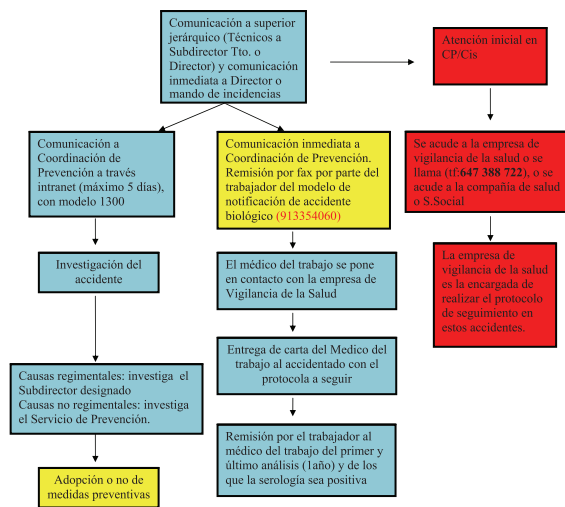 Comunicación a superior
jerárquico (Técnicos a
Subdirector Tto. o
Director) y comunicación
inmediata a Director o
mando de incidencias
Atención inicial en
CP/Cis
Comunicación a
Coordinación de
Prevención a través
intranet (máximo 5 días),
con modelo 1300
Comunicación inmediata a
Coordinación de Prevención.
Remisión por fax por parte del
trabajador del modelo de
notificación de accidente
biológico (913354060)
Se acude a la empresa de
vigilancia de la salud o se
llama (tf:647 388 722), o se
acude a la compañía de salud
o S.Social
Investigación del
accidente
El médico del trabajo se pone
en contacto con la empresa de
Vigilancia de la Salud
La empresa de
vigilancia de la salud
es la encargada de
realizar el protocolo
de seguimiento en
estos accidentes.
Entrega de carta del Medico del
trabajo al accidentado con el
protocola a seguir
Causas regimentales: investiga el
Subdirector designado
Causas no regimentales: investiga
el Servicio de Prevención.
Remisión por el trabajador al
médico del trabajo del primer y
último análisis (1año) y de los
que la serología sea positiva
Adopción o no de
medidas preventivas